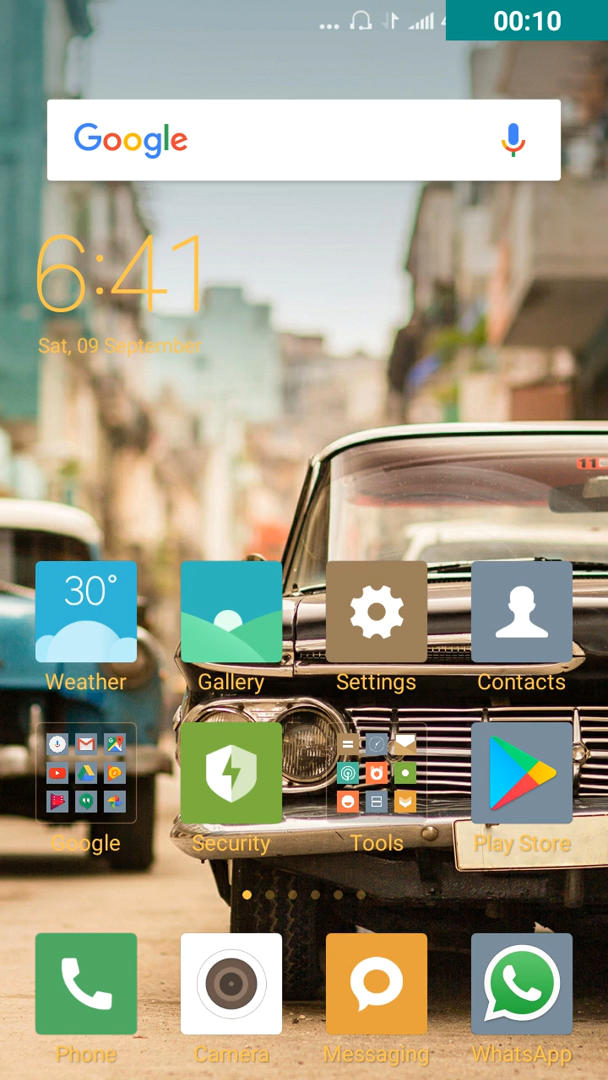 00:10
Google
6:41
Sat, 09 September
30°
Weather
Gallery
Settings
Contacts
Google
Security
Tools
Play Store
Phone
Camera
Messaging
WhatsApp